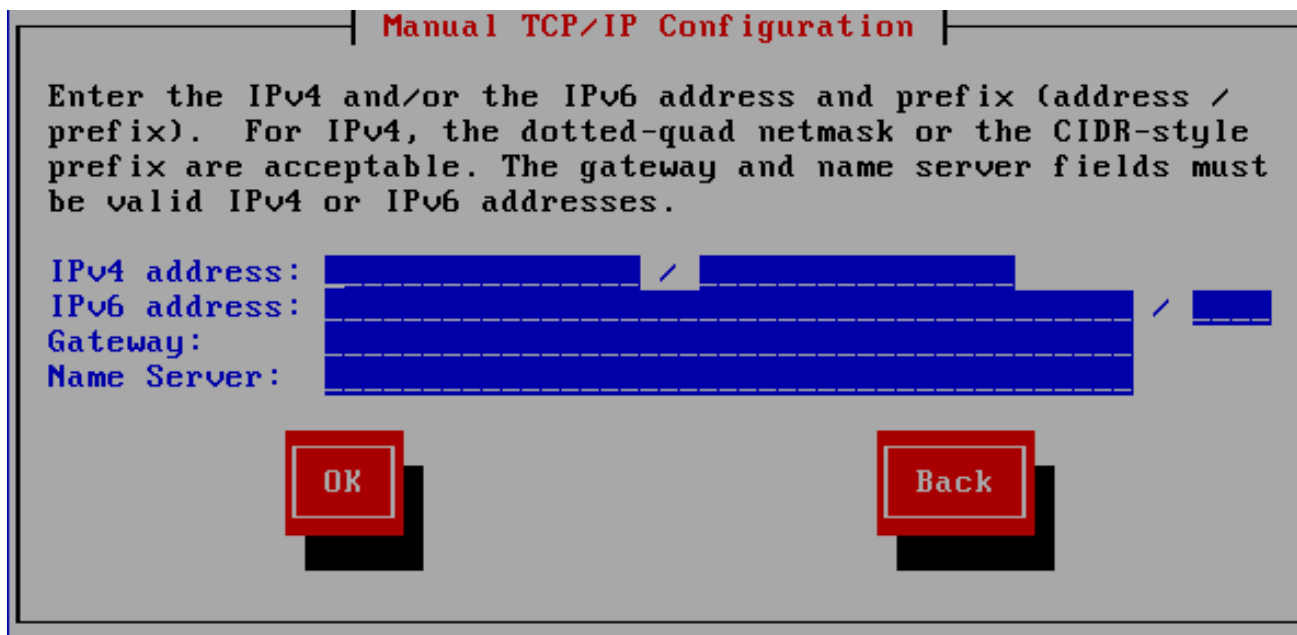 Manual TCP/IP Configuration
Enter the IPv4 and/or the IPv6 address and prefix (address /
prefix).  For IPv4, the dotted-quad netmask or the CIDR-style
prefix are acceptable. The gateway and name server fields must
be valid IPv4 or IPv6 addresses.
IPv4 address: /
IPv6 address: /
Gateway:
Name Server:
OK Back